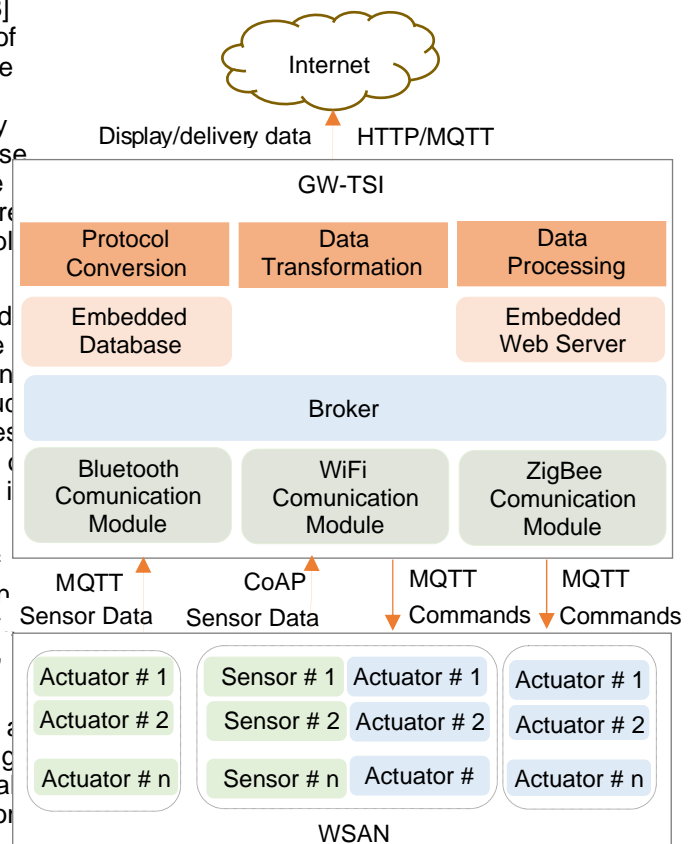 Internet
Display/delivery data HTTP/MQTT
GW-TSI
Protocol
Conversion
Data
Transformation
Data
Processing
Embedded
Database
Embedded
Web Server
Broker
Bluetooth
Comunication
Module
WiFi
Comunication
Module
ZigBee
Comunication
Module
MQTT
Sensor Data
CoAP
Sensor Data
MQTT
Commands
MQTT
Commands
Actuator # 1
Actuator # 2
Actuator # n
Sensor # 1
Sensor # 2
Sensor # n
Actuator # 1
Actuator # 2
Actuator #
Actuator # 1
Actuator # 2
Actuator # n
WSAN